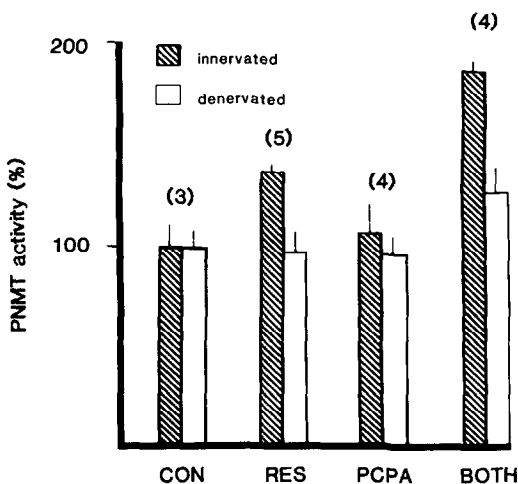 (4)
200
innervated
denervated
(5)
(3)
(4)
100
PNMT activity (%)
CON RES PCPA BOTH